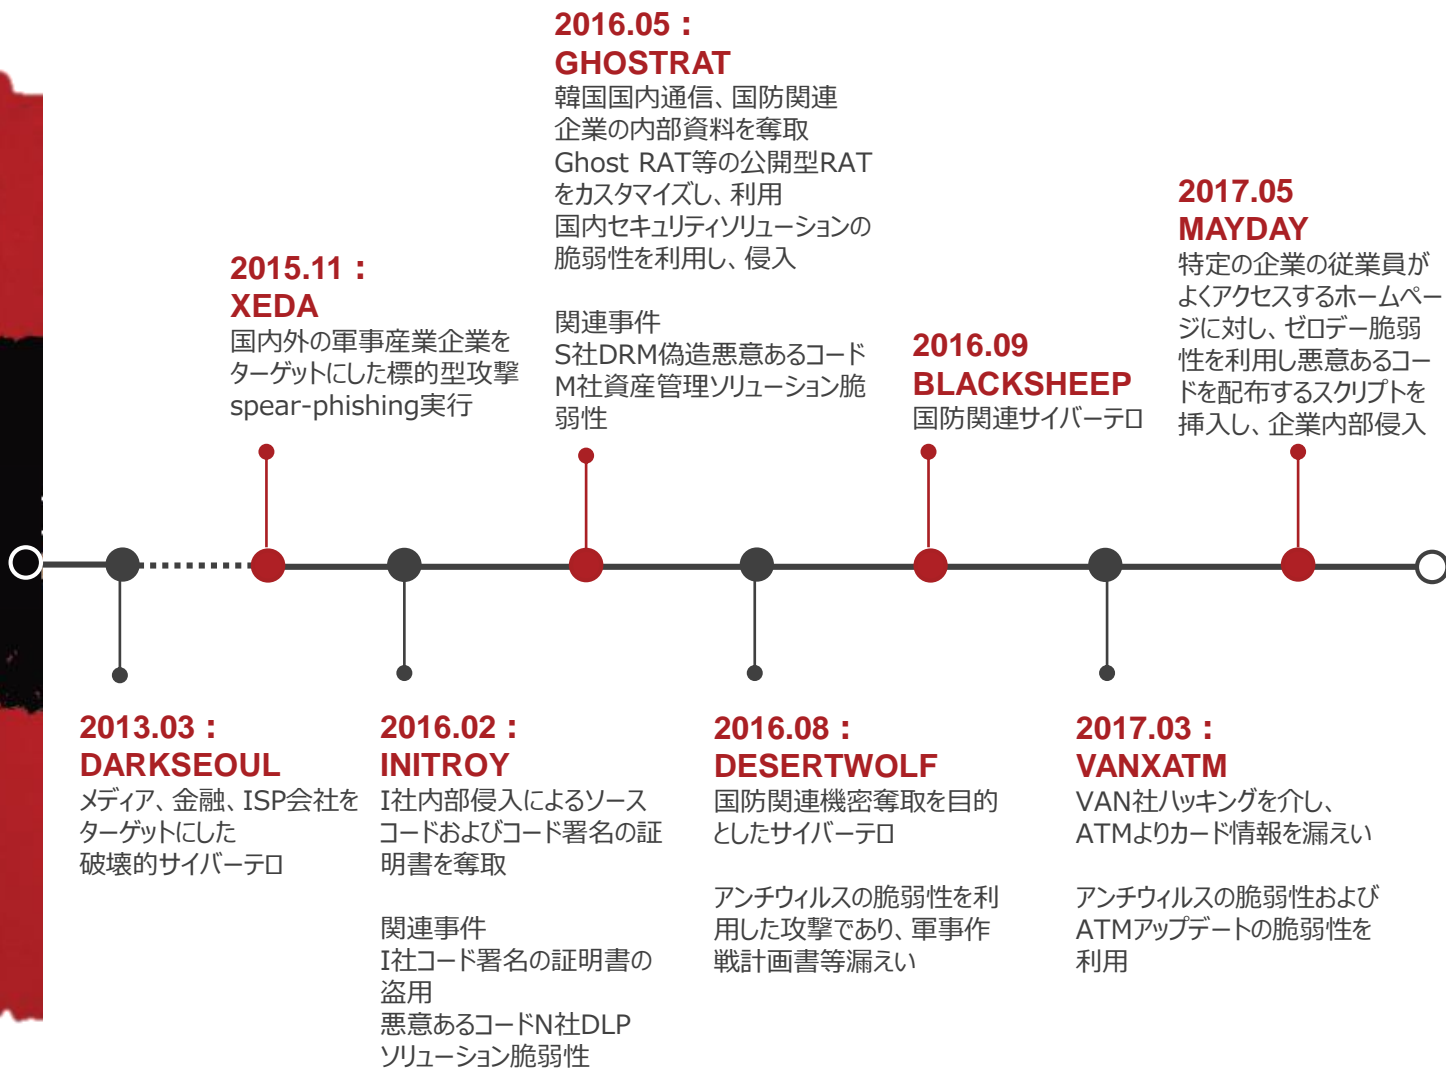 2016.05：
GHOSTRAT
韓国国内通信、国防関連
企業の内部資料を奪取
Ghost RAT等の公開型RAT
をカスタマイズし、利用
国内セキュリティソリューションの
脆弱性を利用し、侵入
関連事件
S社DRM偽造悪意あるコード
M社資産管理ソリューション脆
弱性
2015.11：
XEDA
国内外の軍事産業企業を
ターゲットにした標的型攻撃
spear-phishing実行
2016.09
BLACKSHEEP
国防関連サイバーテロ
2017.05
MAYDAY
特定の企業の従業員が
よくアクセスするホームペー
ジに対し、ゼロデー脆弱
性を利用し悪意あるコー
ドを配布するスクリプトを
挿入し、企業内部侵入
2013.03：
DARKSEOUL
メディア、金融、ISP会社を
ターゲットにした
破壊的サイバーテロ
2016.02：
INITROY
I社内部侵入によるソース
コードおよびコード署名の証
明書を奪取
関連事件
I社コード署名の証明書の
盗用
悪意あるコードN社DLP
ソリューション脆弱性
2016.08：
DESERTWOLF
国防関連機密奪取を目的
としたサイバーテロ
アンチウィルスの脆弱性を利
用した攻撃であり、軍事作
戦計画書等漏えい
2017.03：
VANXATM
VAN社ハッキングを介し、
ATMよりカード情報を漏えい
アンチウィルスの脆弱性および
ATMアップデートの脆弱性を
利用